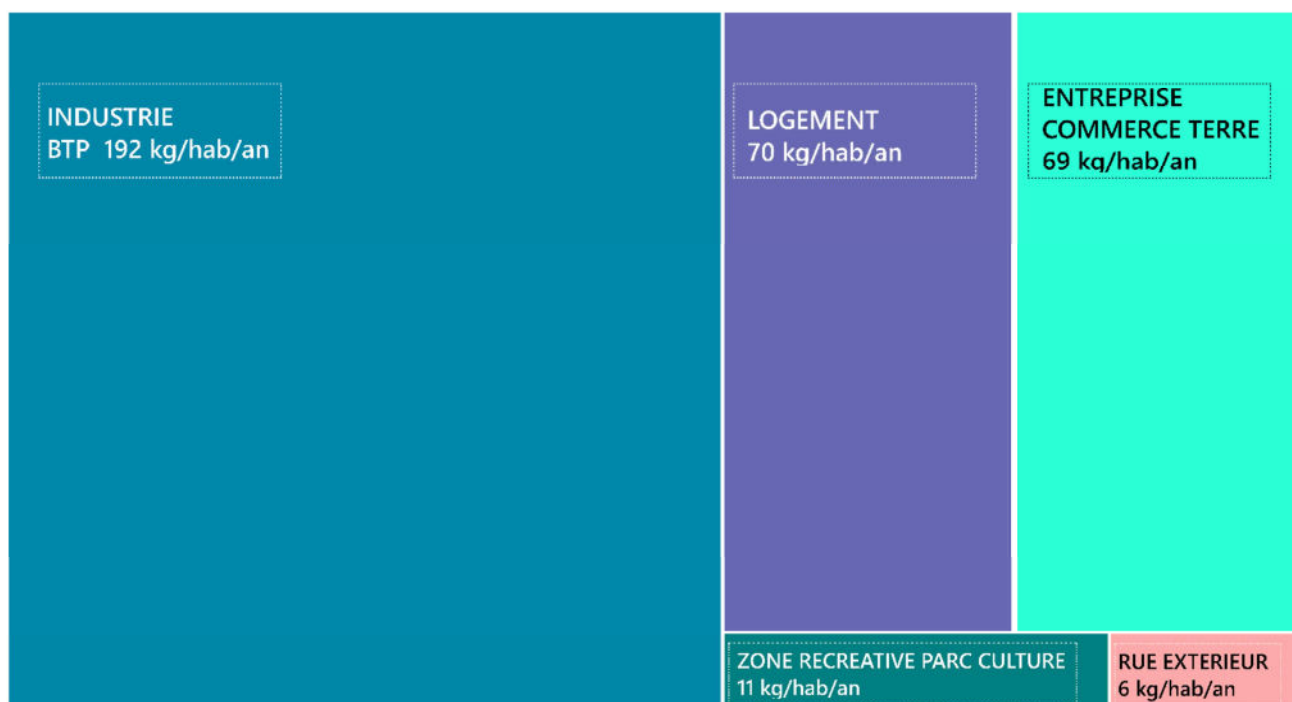 INDUSTRIE
BTP 192 kg/hab/an
LOGEMENT
70 kg/hab/an
ENTREPRISE
COMMERCE TERRE
69 kg/hab/an
ZONE RECREATIVE PARC CULTURE
11 kg/hab/an
RUE EXTERIEUR
6 kg/hab/an